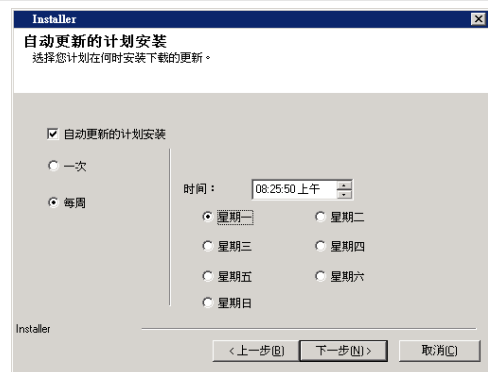 Installer
自动更新的计划安装
选择您计划在何时安装下载的更新。
自动更新的计划安装
一次
每周
时间：
08:25:50 上午
星期一 星期二
星期三 星期四
星期五 星期六
星期日
Installer
<上一步(B) 下一步(N)> 取消(C)